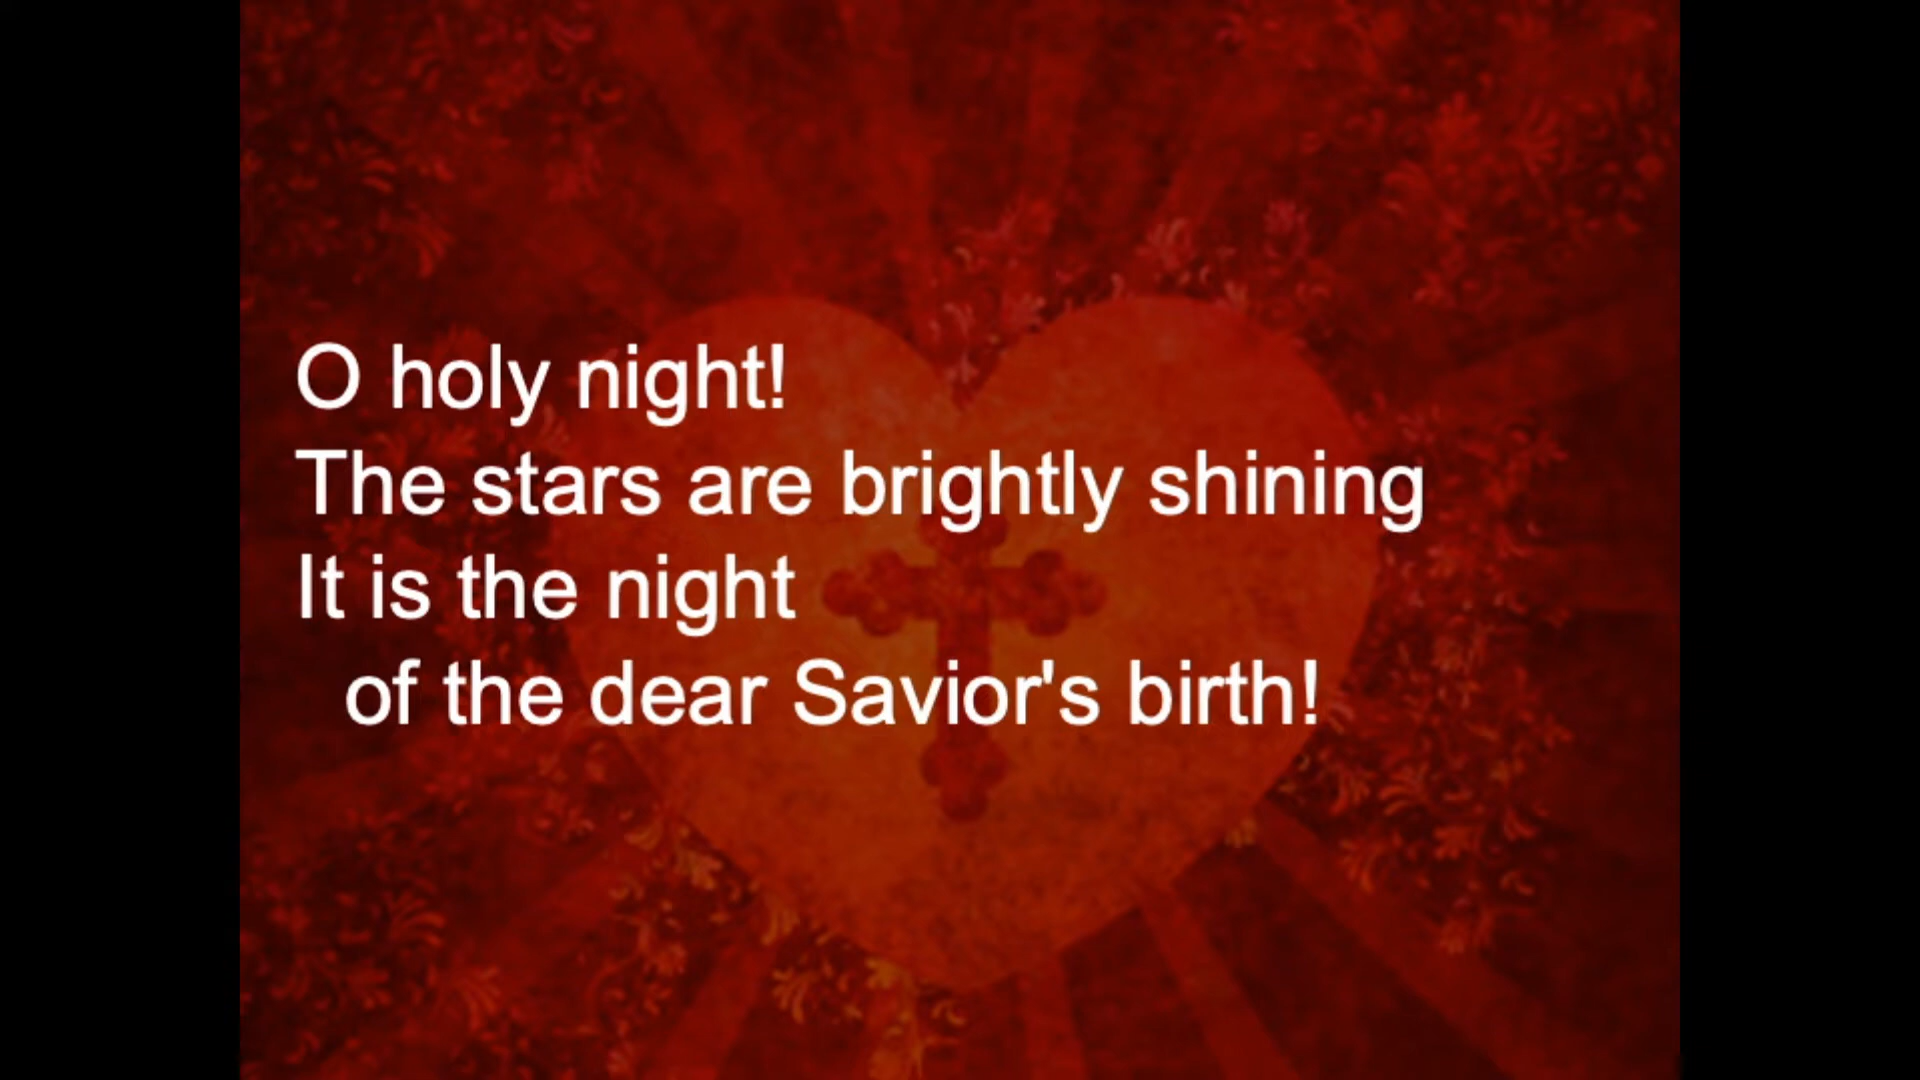 O holy night!
The stars are brightly shining
It is the night
of the dear Savior's birth!